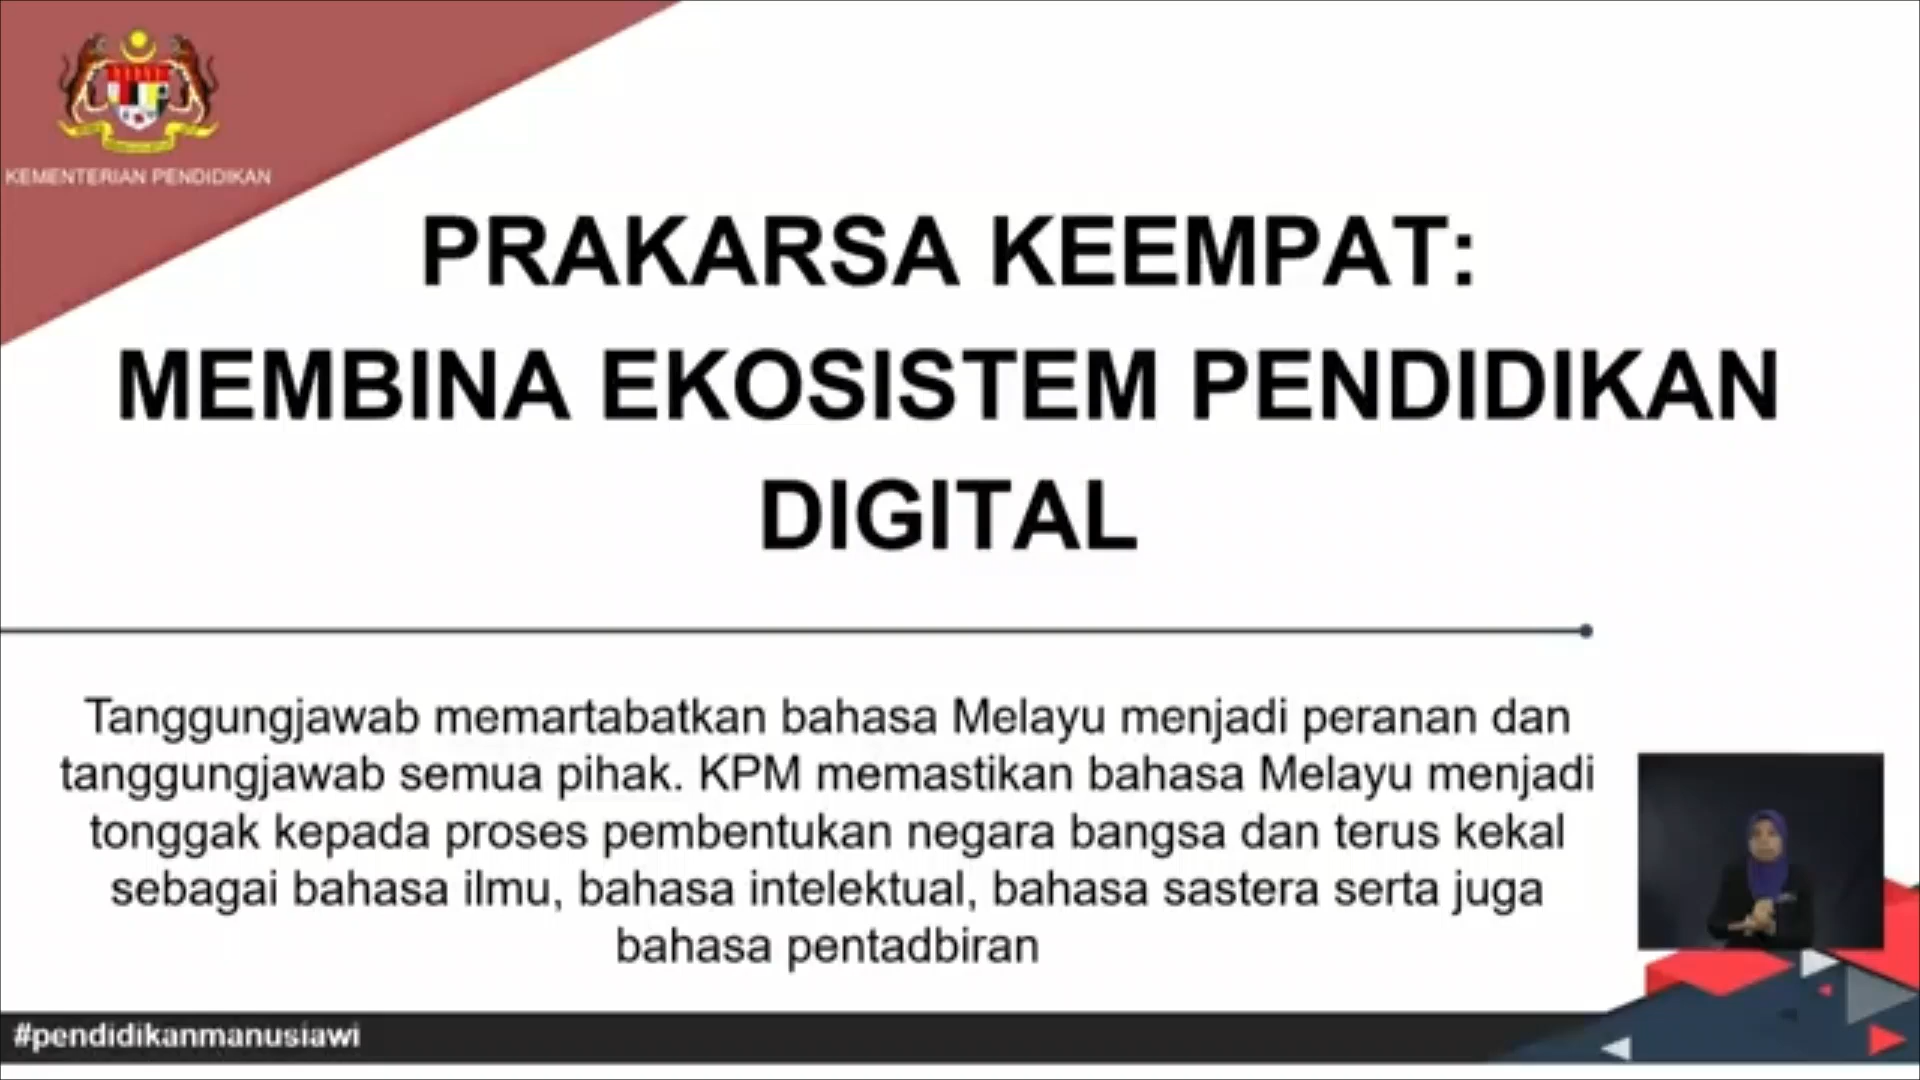 KEMENTERIAN PENDIDIKAN
PRAKARSA KEEMPAT:
MEMBINA EKOSISTEM PENDIDIKAN
DIGITAL
Tanggungjawab memartabatkan bahasa Melayu menjadi peranan dan
tanggungjawab semua pihak. KPM memastikan bahasa Melayu menjadi
tonggak kepada proses pembentukan negara bangsa dan terus kekal
sebagai bahasa ilmu, bahasa intelektual, bahasa sastera serta juga
bahasa pentadbiran
#pendidikanmanusiawi